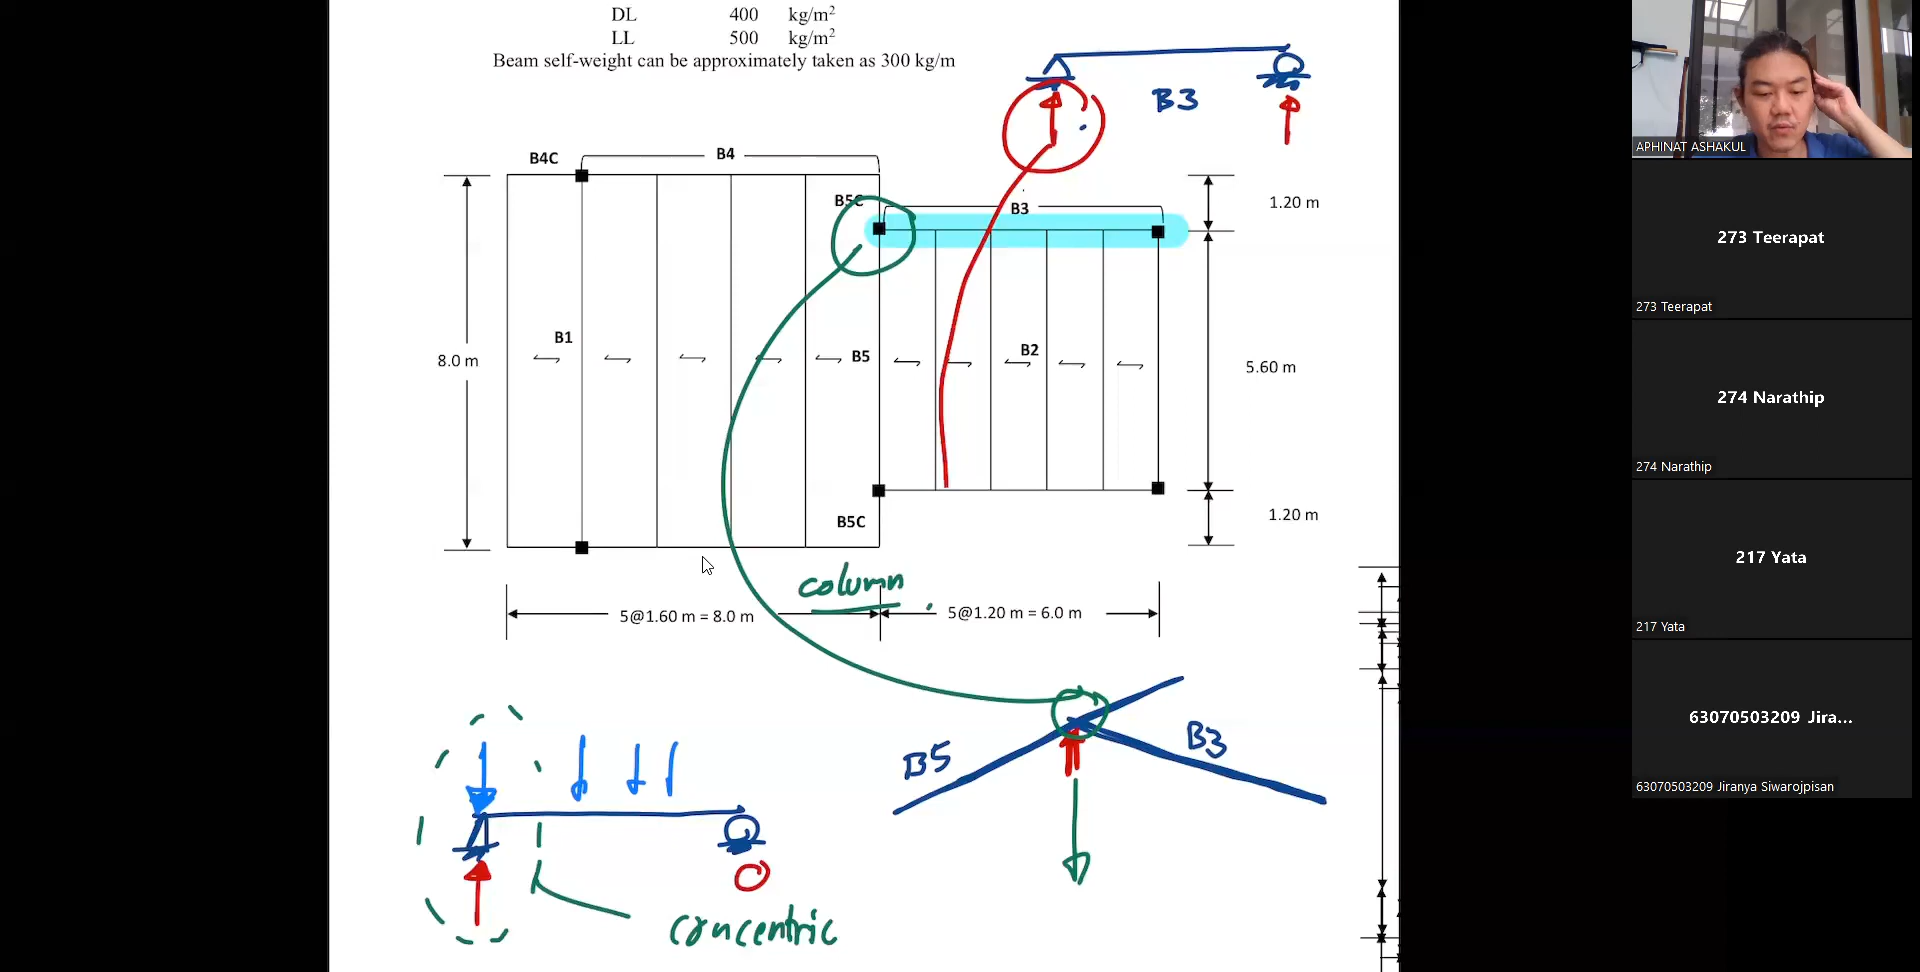 DL 400 kg/m²
LL 500 kg/m²
Beam self-weight can be approximately taken as 300 kg/m
B3
B4C
B4
B5C
B3
1.20 m
B1
8.0 m
B5
B2
5.60 m
B5C
1.20 m
column
5@1.60 m = 8.0 m
5@1.20 m = 6.0 m
B5
B3
concentric
APHINAT ASHAKUL
273 Teerapat
273 Teerapat
274 Narathip
274 Narathip
217 Yata
217 Yata
63070503209 Jira...
63070503209 Jiranya Siwarojpisan